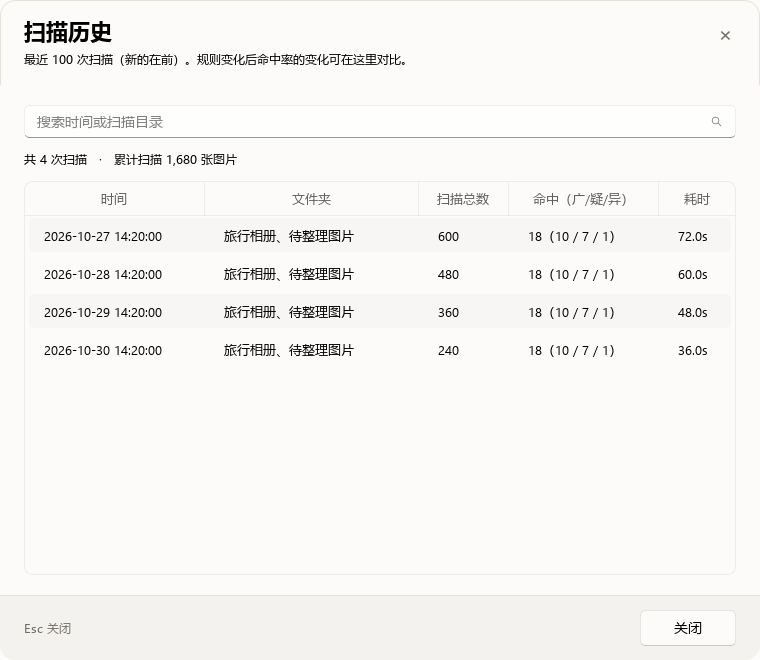 扫描历史
最近 100 次扫描（新的在前）。规则变化后命中率的变化可在这里对比。
搜索时间或扫描目录
共 4 次扫描 · 累计扫描 1,680 张图片
时间 文件夹 扫描总数 命中（广/疑/异） 耗时
2026-10-27 14:20:00 旅行相册、待整理图片 600 18（10 / 7 / 1） 72.0s
2026-10-28 14:20:00 旅行相册、待整理图片 480 18（10 / 7 / 1） 60.0s
2026-10-29 14:20:00 旅行相册、待整理图片 360 18（10 / 7 / 1） 48.0s
2026-10-30 14:20:00 旅行相册、待整理图片 240 18（10 / 7 / 1） 36.0s
Esc 关闭 关闭